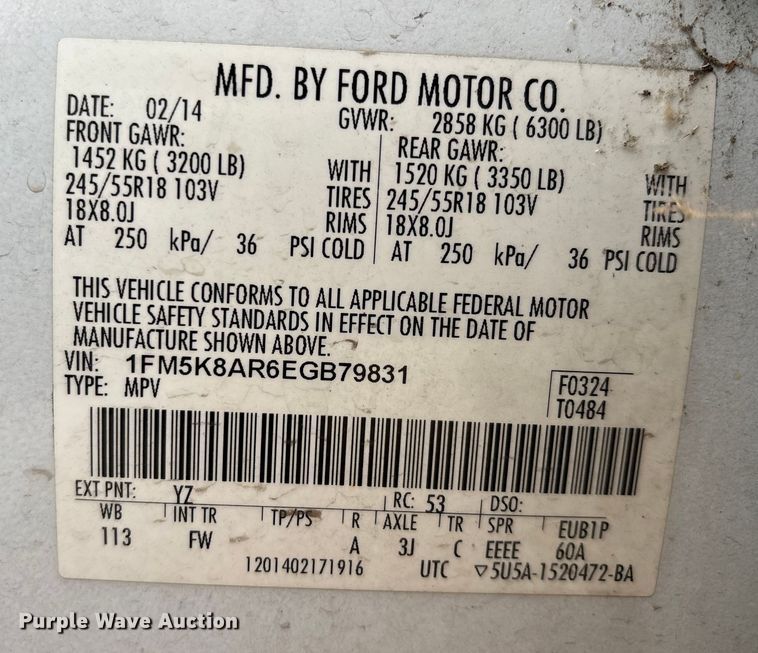 MFD. BY FORD MOTOR CO.
DATE: 02/14
GVWR: 2858 KG ( 6300 LB)
FRONT GAWR:
1452 KG ( 3200 LB) WITH
245/55R18 103V TIRES
18X8.0J RIMS
AT 250 kPa/ 36 PSI COLD
REAR GAWR:
1520 KG ( 3350 LB) WITH
245/55R18 103V TIRES
18X8.0J RIMS
AT 250 kPa/ 36 PSI COLD
THIS VEHICLE CONFORMS TO ALL APPLICABLE FEDERAL MOTOR
VEHICLE SAFETY STANDARDS IN EFFECT ON THE DATE OF
MANUFACTURE SHOWN ABOVE.
VIN: 1FM5K8AR6EGB79831
TYPE: MPV
F0324
T0484
EXT PNT: YZ RC: 53 DSO:
WB INT TR TP/PS R AXLE TR SPR EUB1P
113 FW A 3J C EEEE 60A
1201402171916 UTC ▽5U5A-1520472-BA
Purple Wave Auction